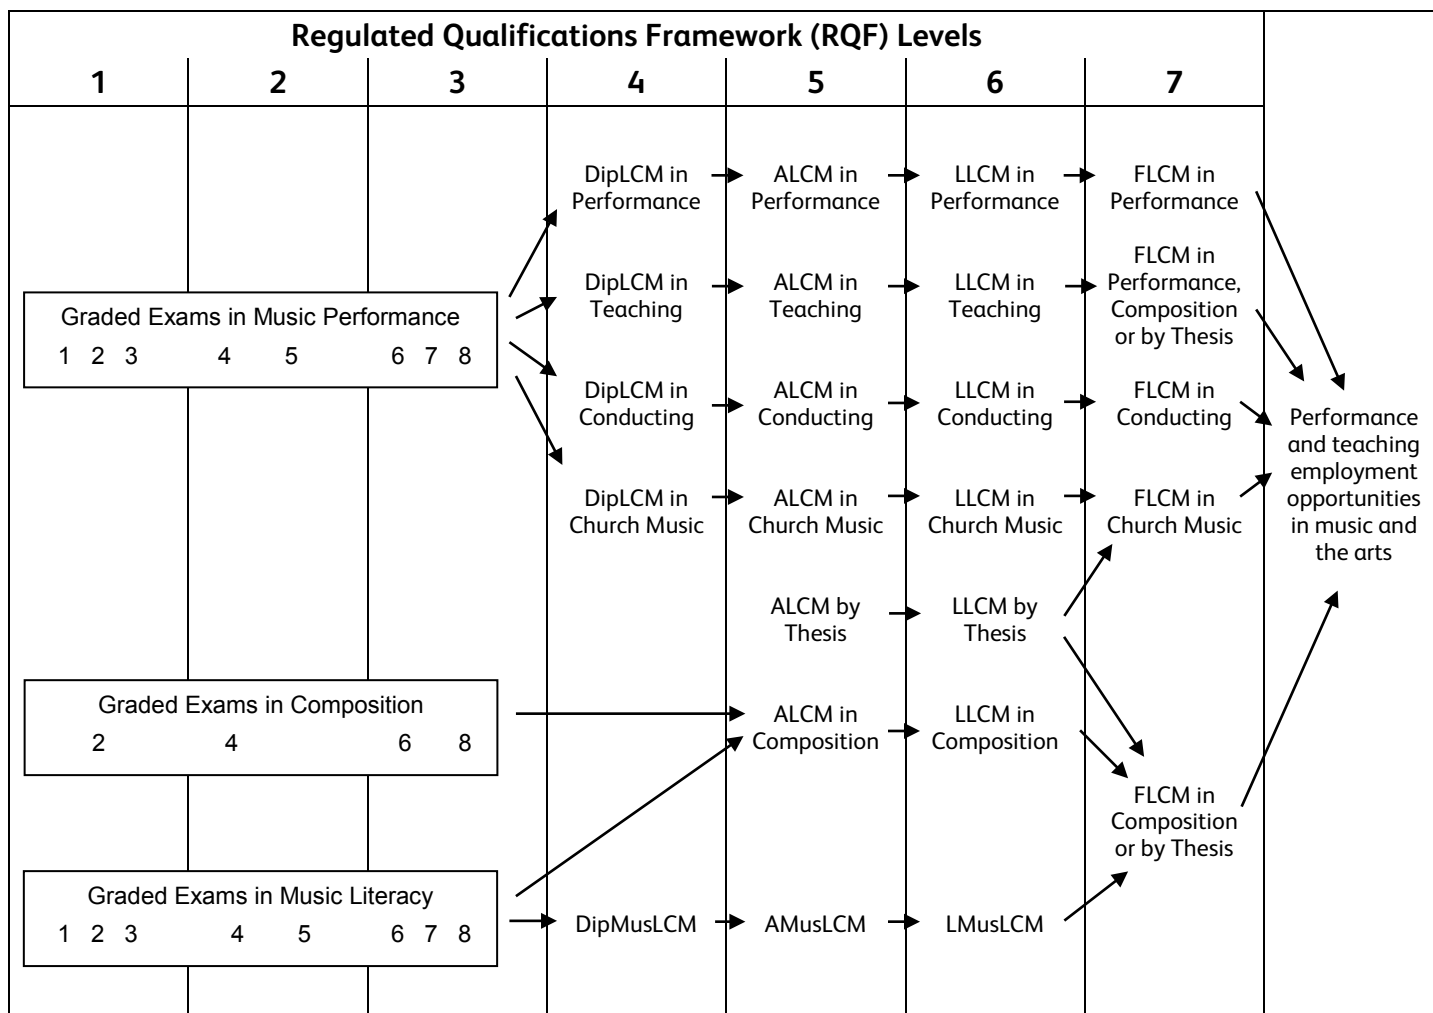 Regulated Qualifications Framework (RQF) Levels
1 2 3 4 5 6 7
DipLCM in
Performance
ALCM in
Performance
LLCM in
Performance
FLCM in
Performance
Graded Exams in Music Performance
1 2 3 4 5 6 7 8
DipLCM in
Teaching
ALCM in
Teaching
LLCM in
Teaching
FLCM in
Performance,
Composition
or by Thesis
DipLCM in
Conducting
ALCM in
Conducting
LLCM in
Conducting
FLCM in
Conducting
Performance
and teaching
employment
opportunities
in music and
the arts
DipLCM in
Church Music
ALCM in
Church Music
LLCM in
Church Music
FLCM in
Church Music
ALCM by
Thesis
LLCM by
Thesis
Graded Exams in Composition
2 4 6 8
ALCM in
Composition
LLCM in
Composition
FLCM in
Composition
or by Thesis
Graded Exams in Music Literacy
1 2 3 4 5 6 7 8
DipMusLCM
AMusLCM
LMusLCM